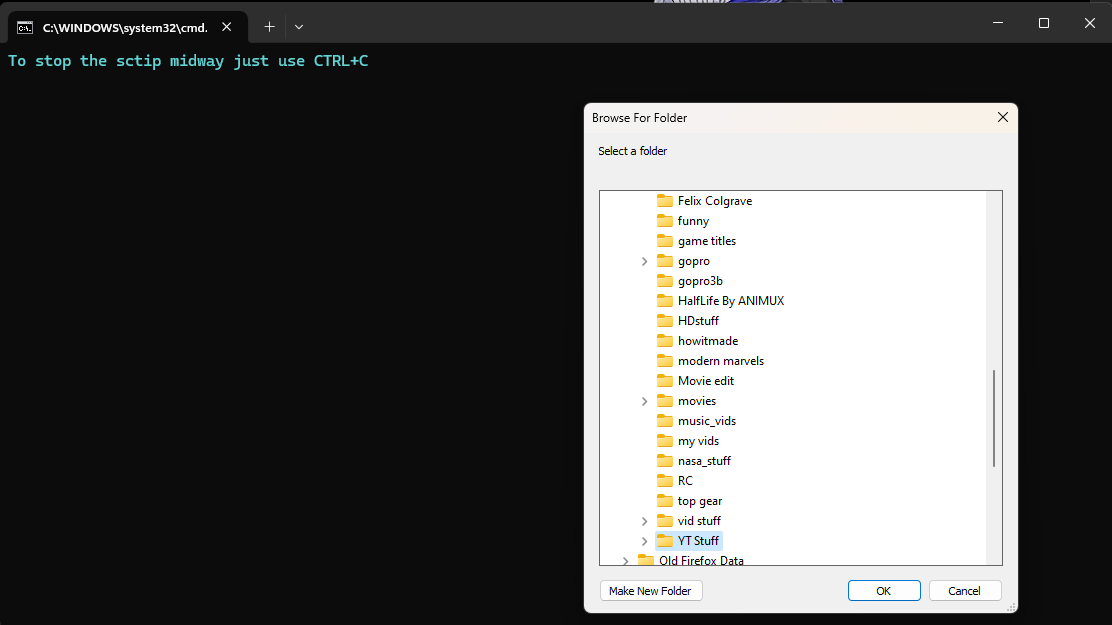 C:\WINDOWS\system32\cmd.
To stop the sctip midway just use CTRL+C
Browse For Folder
Select a folder
Felix Colgrave
funny
game titles
gopro
gopro3b
HalfLife By ANIMUX
HDstuff
howitmade
modern marvels
Movie edit
movies
music_vids
my vids
nasa_stuff
RC
top gear
vid stuff
YT Stuff
Old Firefox Data
Make New Folder
OK
Cancel